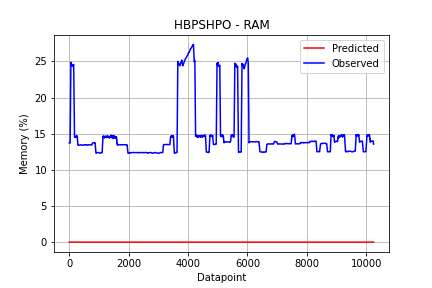 HBPSHPO - RAM
Predicted
Observed
Memory (%)
25
20
15
10
5
0
0 2000 4000 6000 8000 10000
Datapoint